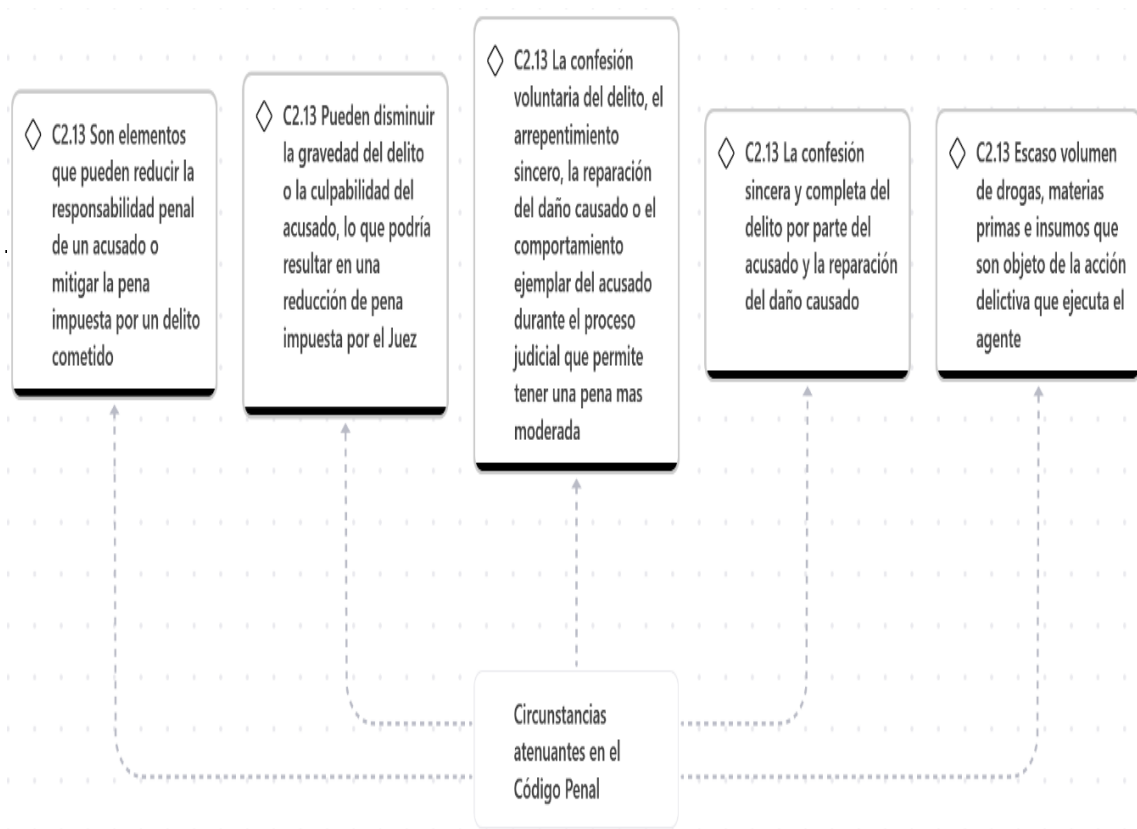 C2.13 Son elementos
que pueden reducir la
responsabilidad penal
de un acusado o
mitigar la pena
impuesta por un delito
cometido
C2.13 Pueden disminuir
la gravedad del delito
o la culpabilidad del
acusado, lo que podría
resultar en una
reducción de pena
impuesta por el Juez
C2.13 La confesión
voluntaria del delito, el
arrepentimiento
sincero, la reparación
del daño causado o el
comportamiento
ejemplar del acusado
durante el proceso
judicial que permite
tener una pena mas
moderada
C2.13 La confesión
sincera y completa del
delito por parte del
acusado y la reparación
del daño causado
C2.13 Escaso volumen
de drogas, materias
primas e insumos que
son objeto de la acción
delictiva que ejecuta el
agente
Circunstancias
atenuantes en el
Código Penal